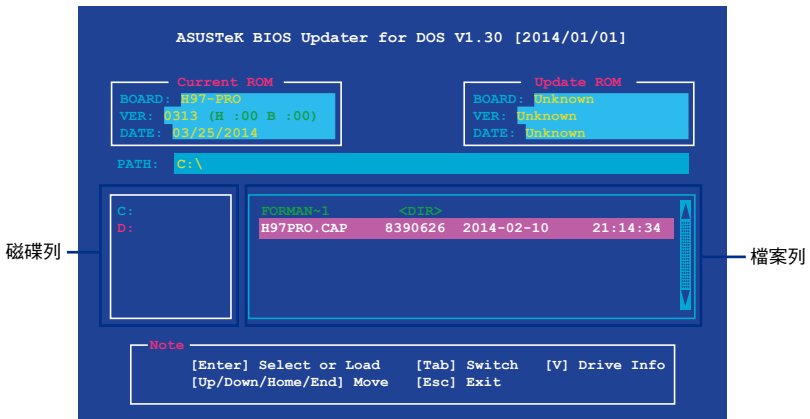 ASUSTeK BIOS Updater for DOS V1.30 [2014/01/01]
Current ROM
BOARD: H97-PRO
VER: 0313 (H :00 B :00)
DATE: 03/25/2014
Update ROM
BOARD: Unknown
VER: Unknown
DATE: Unknown
PATH: C:\
C:
D:
FORMAN~1 <DIR>
H97PRO.CAP 8390626 2014-02-10 21:14:34
磁碟列
檔案列
Note
[Enter] Select or Load [Tab] Switch [V] Drive Info
[Up/Down/Home/End] Move [Esc] Exit